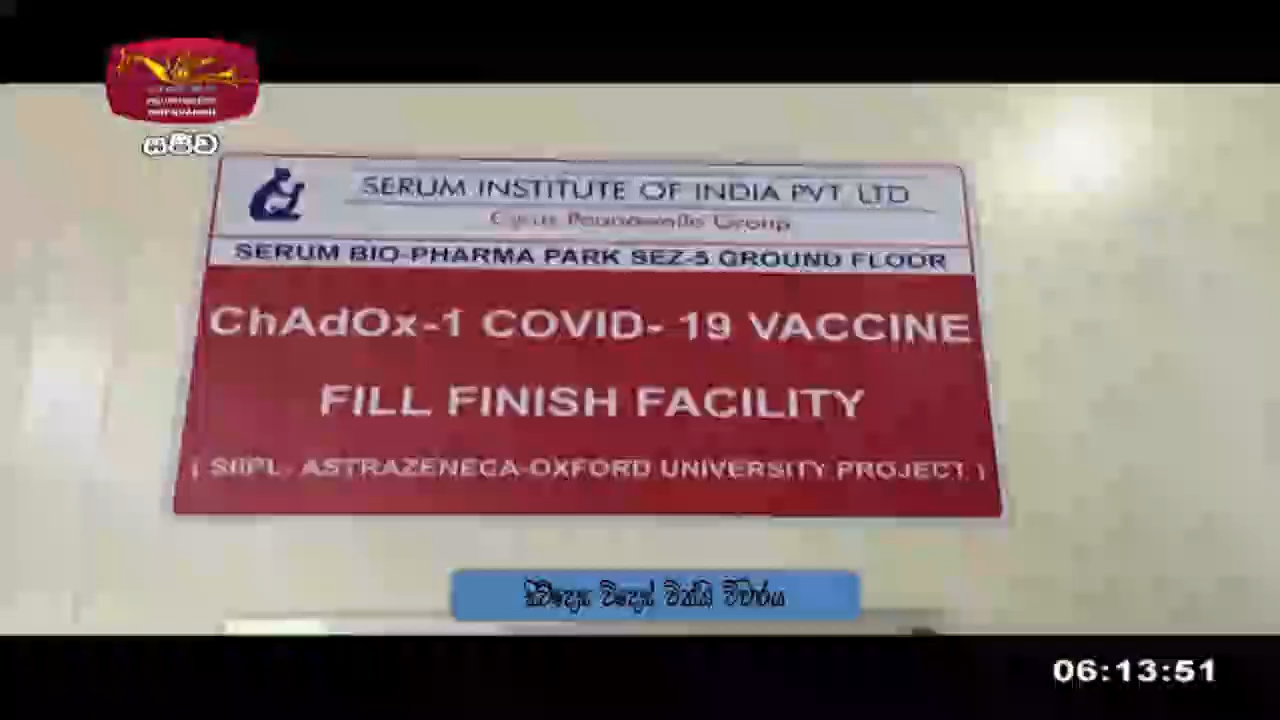 සජීව
SERUM INSTITUTE OF INDIA PVT LTD
Cyrus Poonawalla Group
SERUM BIO-PHARMA PARK SEZ-5 GROUND FLOOR
ChAdOx-1 COVID- 19 VACCINE
FILL FINISH FACILITY
( SIIPL- ASTRAZENECA-OXFORD UNIVERSITY PROJECT )
විදෙස් විත්ති විචාරය
06:13:51